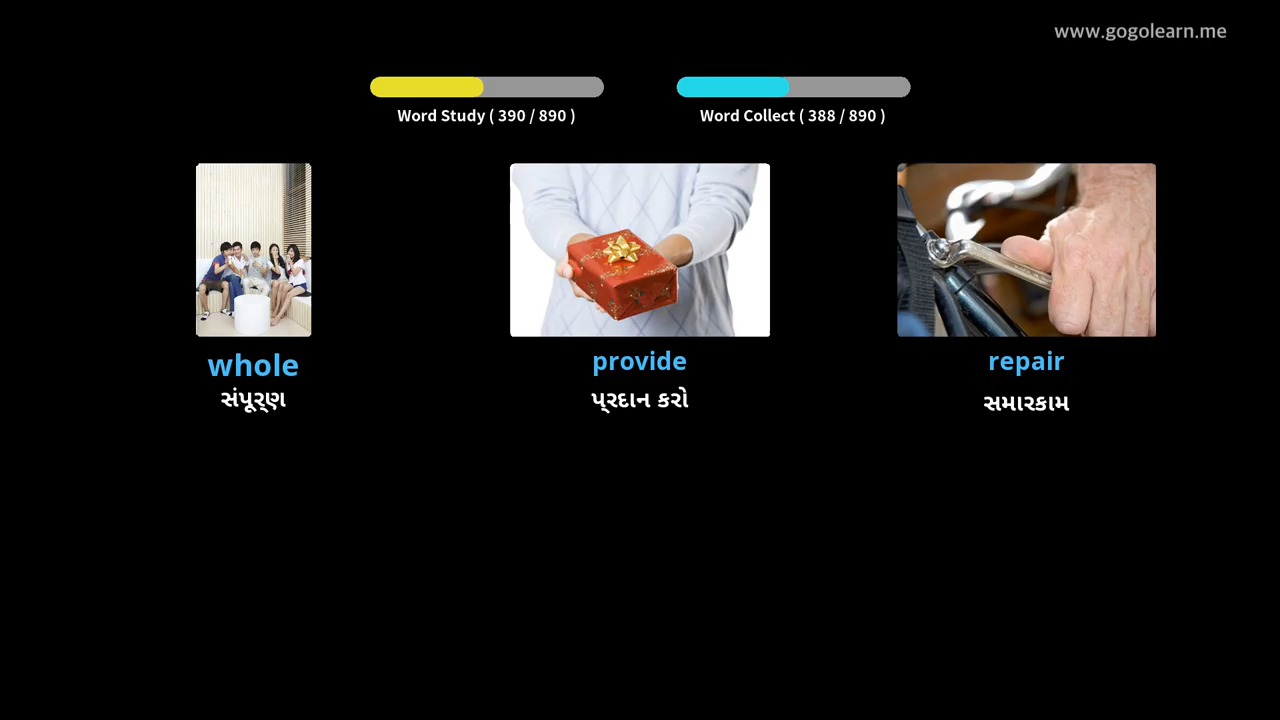 www.gogolearn.me
Word Study ( 390 / 890 )
Word Collect ( 388 / 890 )
whole
સંપૂર્ણ
provide
પ્રદાન કરો
repair
સમારકામ